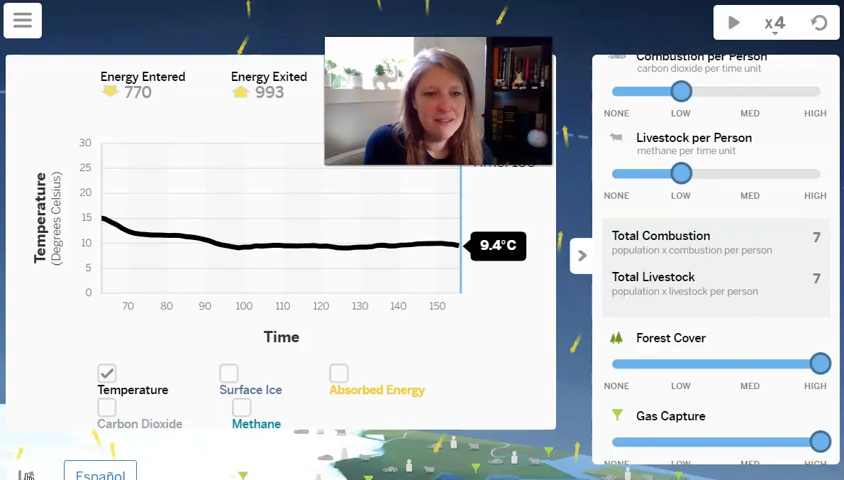 x4
Energy Entered
770
Energy Exited
993
30
25
20
15
10
5
0
Temperature
(Degrees Celsius)
9.4°C
70
80
90
100
110
120
130
140
150
Time
Temperature
Surface Ice
Absorbed Energy
Carbon Dioxide
Methane
Español
Combustion per Person
carbon dioxide per time unit
NONE LOW MED HIGH
Livestock per Person
methane per time unit
NONE LOW MED HIGH
Total Combustion 7
population x combustion per person
Total Livestock 7
population x livestock per person
Forest Cover
NONE LOW MED HIGH
Gas Capture